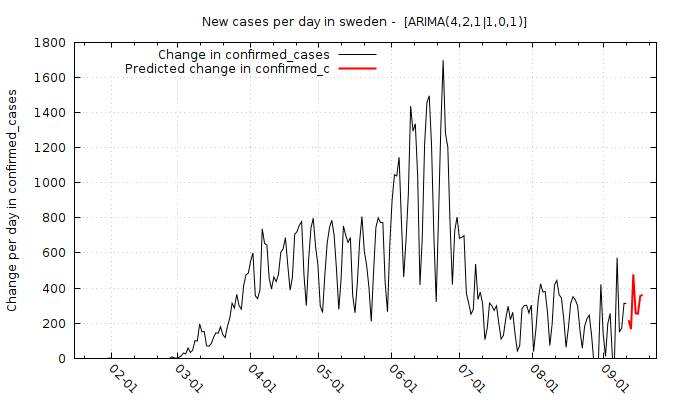 New cases per day in sweden -  [ARIMA(4,2,1|1,0,1)]
Change in confirmed_cases
Predicted change in confirmed_c
Change per day in confirmed_cases
1800
1600
1400
1200
1000
800
600
400
200
0
02-01 03-01 04-01 05-01 06-01 07-01 08-01 09-01